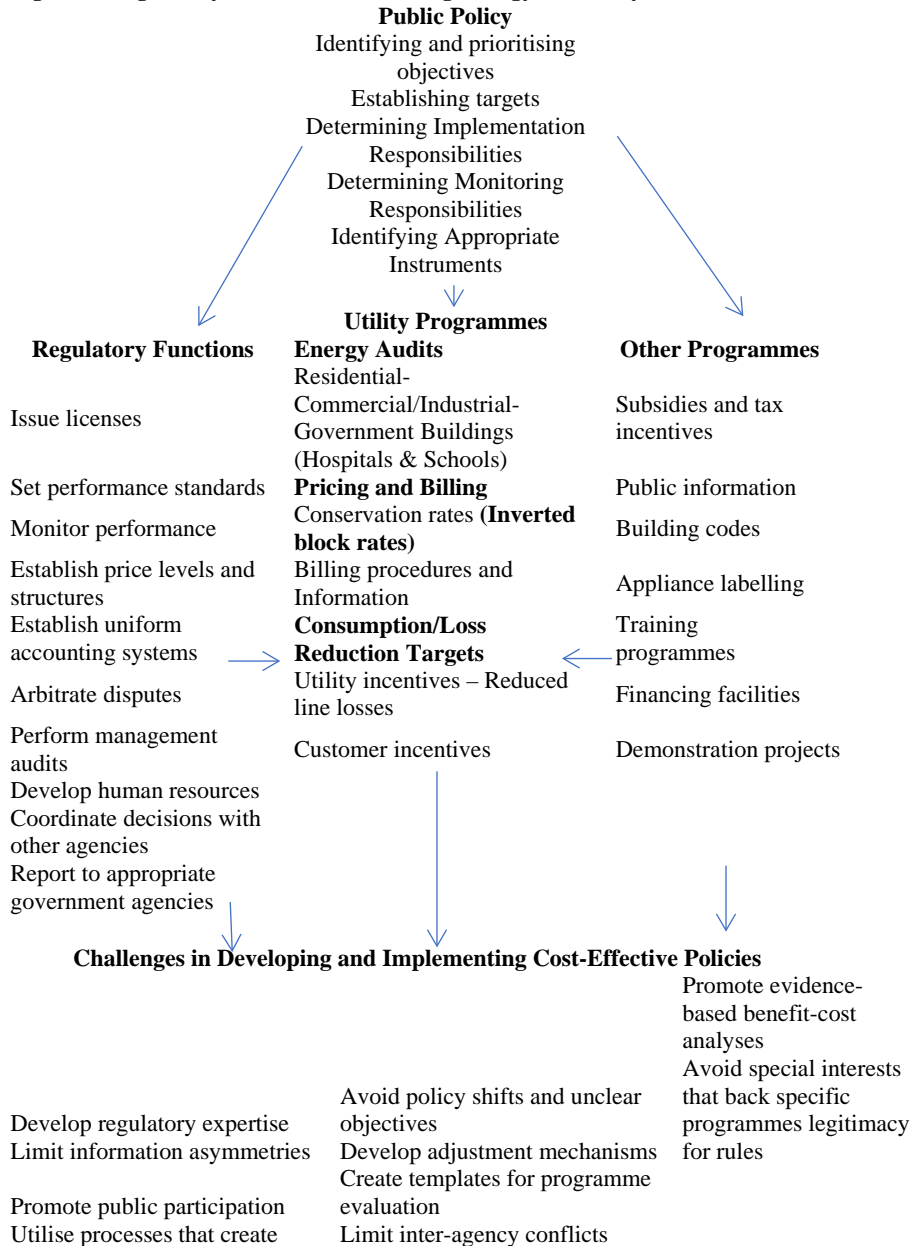 Public Policy
Identifying and prioritising
objectives
Establishing targets
Determining Implementation
Responsibilities
Determining Monitoring
Responsibilities
Identifying Appropriate
Instruments
Regulatory Functions
Issue licenses
Set performance standards
Monitor performance
Establish price levels and
structures
Establish uniform
accounting systems
Arbitrate disputes
Perform management
audits
Develop human resources
Coordinate decisions with
other agencies
Report to appropriate
government agencies
Utility Programmes
Energy Audits
Residential-
Commercial/Industrial-
Government Buildings
(Hospitals & Schools)
Pricing and Billing
Conservation rates (Inverted
block rates)
Billing procedures and
Information
Consumption/Loss
Reduction Targets
Utility incentives – Reduced
line losses
Customer incentives
Other Programmes
Subsidies and tax
incentives
Public information
Building codes
Appliance labelling
Training
programmes
Financing facilities
Demonstration projects
Challenges in Developing and Implementing Cost-Effective Policies
Develop regulatory expertise
Limit information asymmetries
Promote public participation
Utilise processes that create
Avoid policy shifts and unclear
objectives
Develop adjustment mechanisms
Create templates for programme
evaluation
Limit inter-agency conflicts
Promote evidence-
based benefit-cost
analyses
Avoid special interests
that back specific
programmes legitimacy
for rules